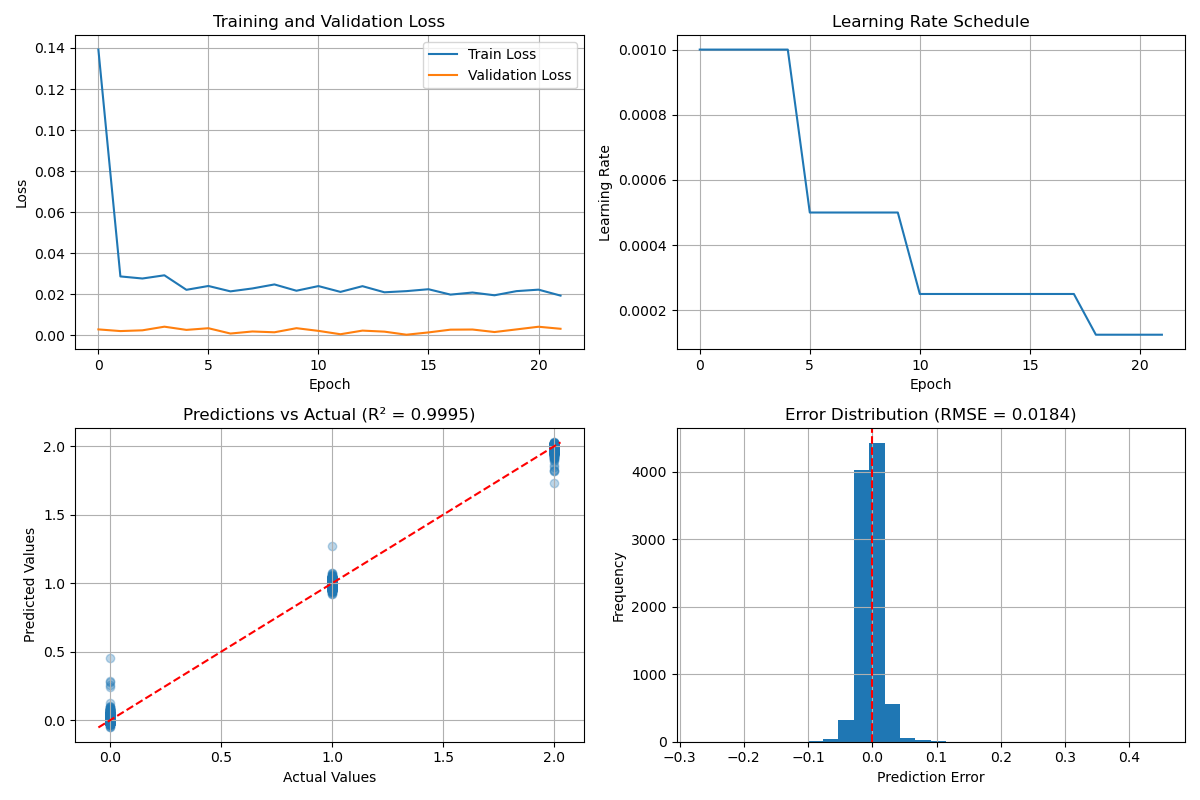 Training and Validation Loss
0.14
0.12
0.10
0.08
0.06
0.04
0.02
0.00
Loss
Train Loss
Validation Loss
0 5 10 15 20
Epoch
Learning Rate Schedule
0.0010
0.0008
0.0006
0.0004
0.0002
Learning Rate
0 5 10 15 20
Epoch
Predictions vs Actual (R² = 0.9995)
2.0
1.5
1.0
0.5
0.0
Predicted Values
0.0 0.5 1.0 1.5 2.0
Actual Values
Error Distribution (RMSE = 0.0184)
4000
3000
2000
1000
0
Frequency
−0.3 −0.2 −0.1 0.0 0.1 0.2 0.3 0.4
Prediction Error